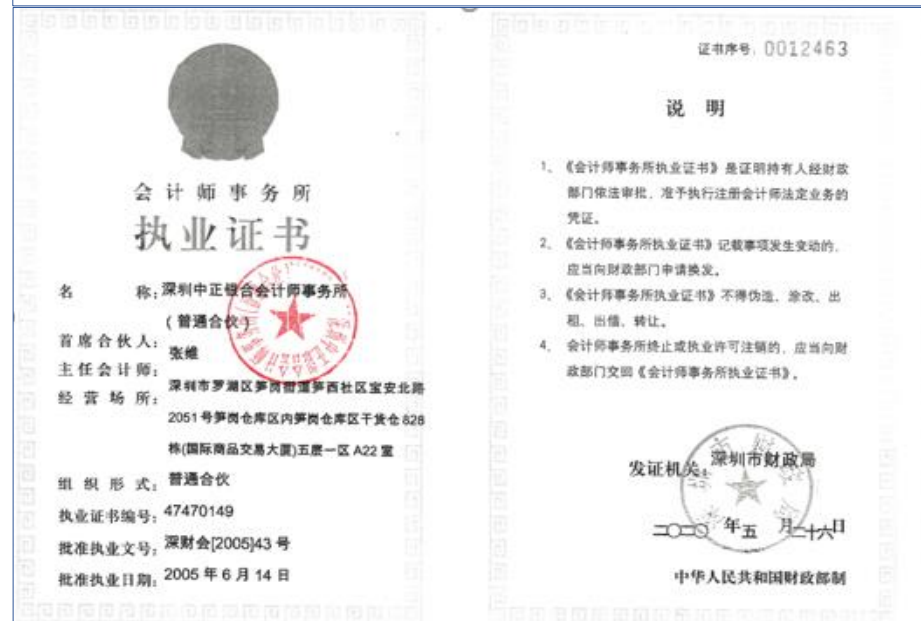 会计师事务所
执业证书
名 称：深圳中正银合会计师事务所
（普通合伙）
首席合伙人：张维
主任会计师：
经营场所：深圳市罗湖区笋岗街道笋西社区宝安北路
2051号笋岗仓库区内笋岗仓库区干货仓828
栋(国际商品交易大厦)五层一区A22室
组织形式：普通合伙
执业证书编号：47470149
批准执业文号：深财会[2005]43号
批准执业日期：2005年6月14日
证书序号：0012463
说 明
1、《会计师事务所执业证书》是证明持有人经财政
部门依法审批，准予执行注册会计师法定业务的
凭证。
2、《会计师事务所执业证书》记载事项发生变动的，
应当向财政部门申请换发。
3、《会计师事务所执业证书》不得伪造、涂改、出
租、出借、转让。
4、会计师事务所终止或执业许可注销的，应当向财
政部门交回《会计师事务所执业证书》。
发证机关：深圳市财政局
二〇二〇年五月二十六日
中华人民共和国财政部制